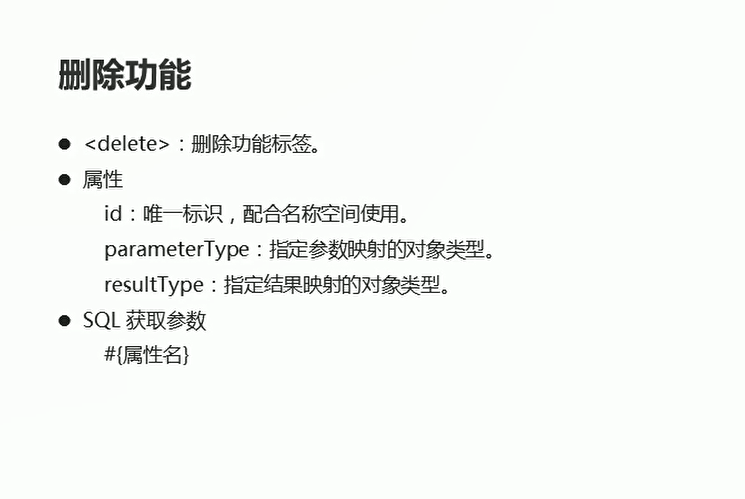 删除功能
● <delete>：删除功能标签。
● 属性
id：唯一标识，配合名称空间使用。
parameterType：指定参数映射的对象类型。
resultType：指定结果映射的对象类型。
● SQL 获取参数
#{属性名}